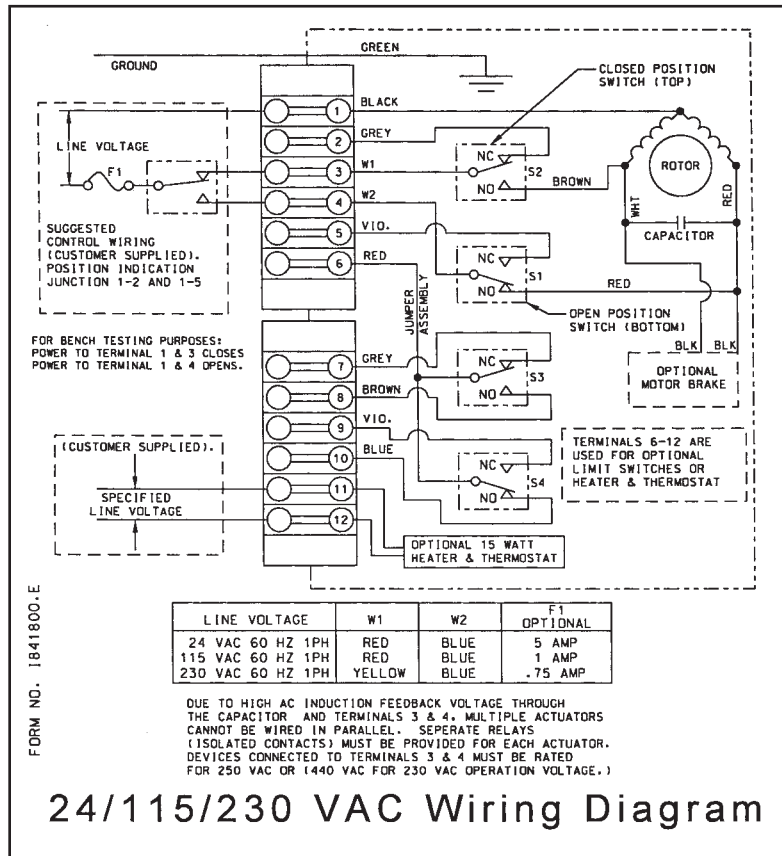 GREEN
GROUND
CLOSED POSITION
SWITCH (TOP)
1
BLACK
2
GREY
LINE VOLTAGE
3
W1
NC
NO
S2
BROWN
ROTOR
F1
4
W2
WHT
RED
CAPACITOR
5
VIO.
6
RED
SUGGESTED
CONTROL WIRING
(CUSTOMER SUPPLIED).
POSITION INDICATION
JUNCTION 1-2 AND 1-5
NC
NO
S1
RED
JUMPER
ASSEMBLY
OPEN POSITION
SWITCH (BOTTOM)
FOR BENCH TESTING PURPOSES:
POWER TO TERMINAL 1 & 3 CLOSES
POWER TO TERMINAL 1 & 4 OPENS.
BLK BLK
OPTIONAL
MOTOR BRAKE
7
GREY
8
BROWN
NC
NO
S3
9
VIO.
10
BLUE
TERMINALS 6-12 ARE
USED FOR OPTIONAL
LIMIT SWITCHES OR
HEATER & THERMOSTAT
(CUSTOMER SUPPLIED).
SPECIFIED
LINE VOLTAGE
NC
NO
S4
11
12
OPTIONAL 15 WATT
HEATER & THERMOSTAT
FORM NO. 1841800.E
LINE VOLTAGE W1 W2 F1 OPTIONAL
24 VAC 60 HZ 1PH RED BLUE 5 AMP
115 VAC 60 HZ 1PH RED BLUE 1 AMP
230 VAC 60 HZ 1PH YELLOW BLUE .75 AMP
DUE TO HIGH AC INDUCTION FEEDBACK VOLTAGE THROUGH
THE CAPACITOR AND TERMINALS 3 & 4. MULTIPLE ACTUATORS
CANNOT BE WIRED IN PARALLEL. SEPERATE RELAYS
(ISOLATED CONTACTS) MUST BE PROVIDED FOR EACH ACTUATOR.
DEVICES CONNECTED TO TERMINALS 3 & 4 MUST BE RATED
FOR 250 VAC OR (440 VAC FOR 230 VAC OPERATION VOLTAGE.)
24/115/230 VAC Wiring Diagram